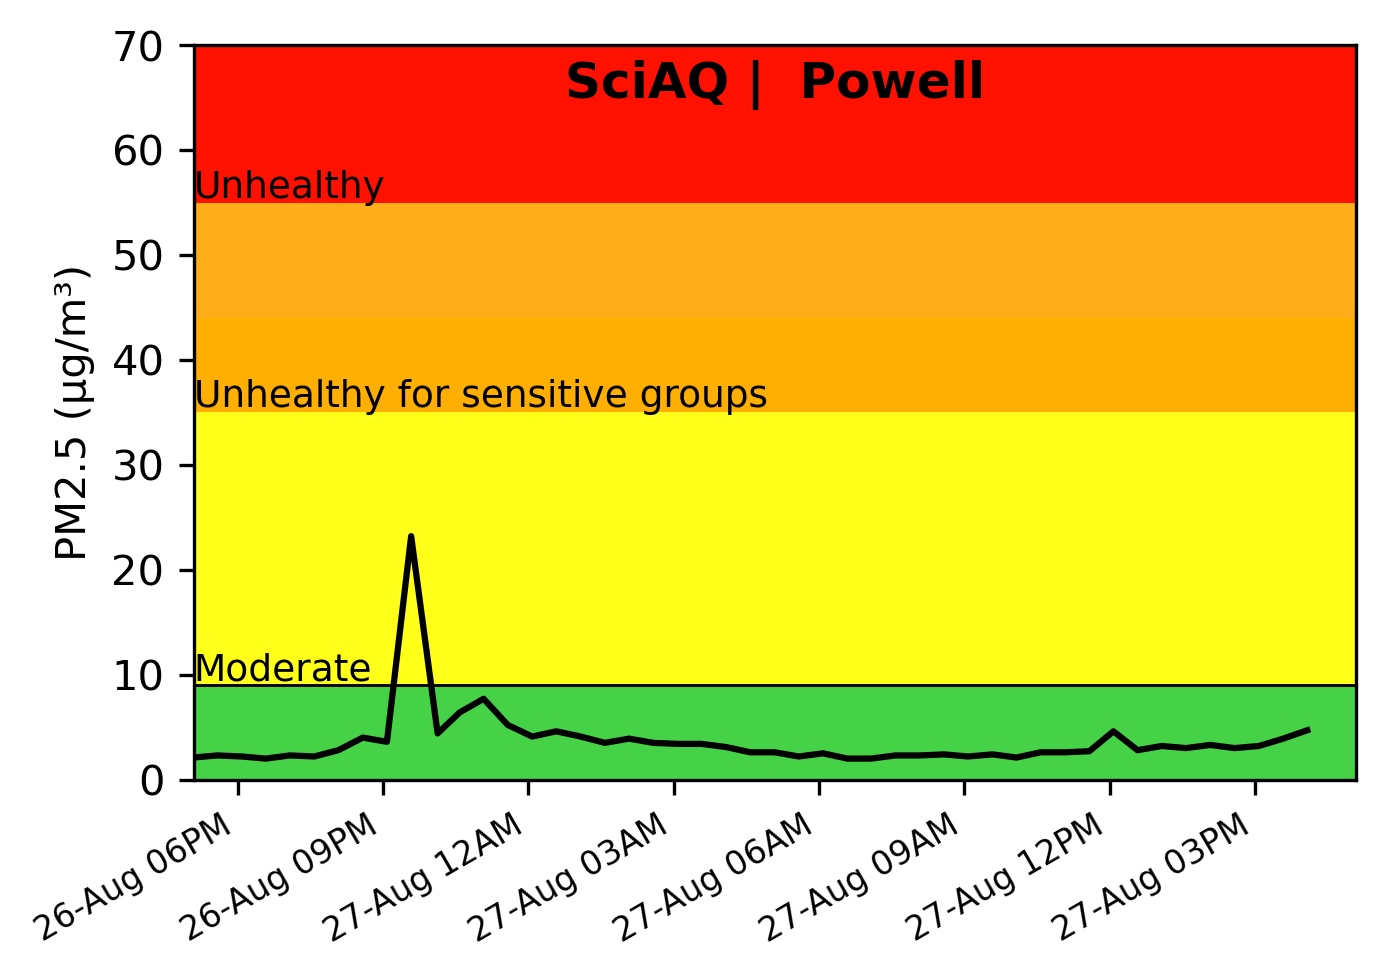 SciAQ | Powell
70
60
50
40
30
20
10
0
PM2.5 (µg/m³)
Unhealthy
Unhealthy for sensitive groups
Moderate
26-Aug 06PM
26-Aug 09PM
27-Aug 12AM
27-Aug 03AM
27-Aug 06AM
27-Aug 09AM
27-Aug 12PM
27-Aug 03PM